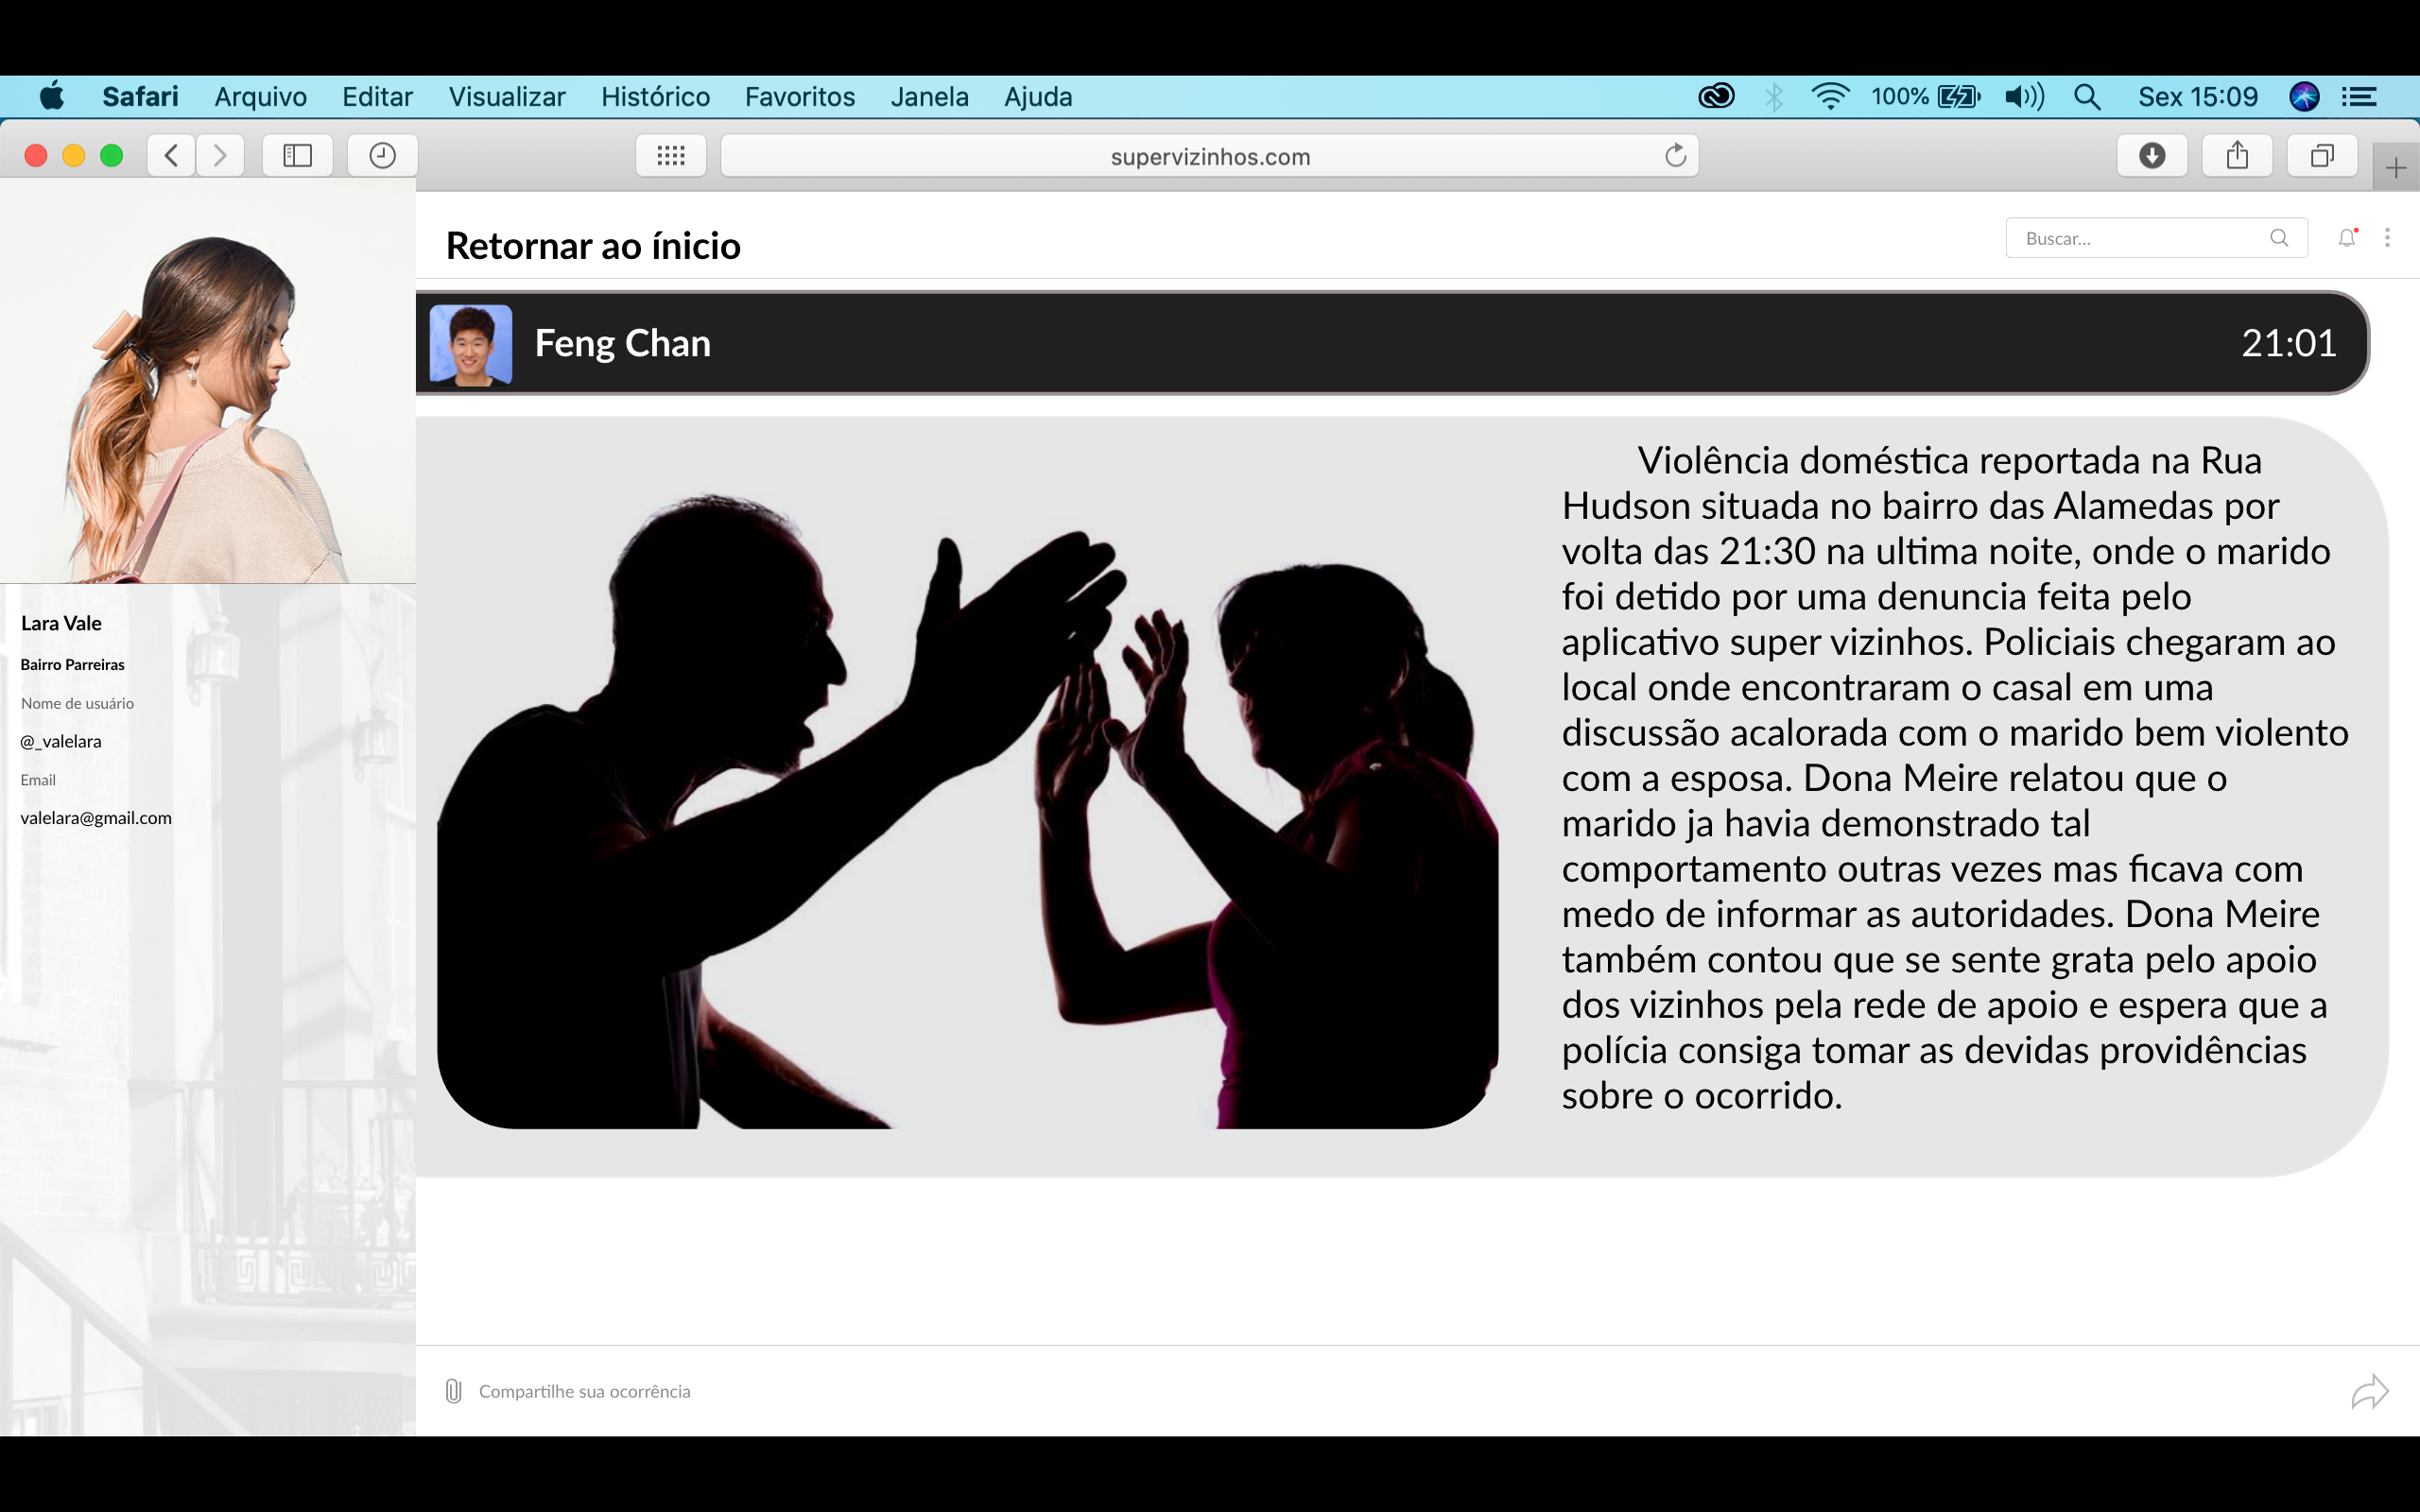 Safari Arquivo Editar Visualizar Histórico Favoritos Janela Ajuda 100% Sex 15:09
supervizinhos.com
Retornar ao ínicio
Buscar...
Feng Chan 21:01
Violência doméstica reportada na Rua
Hudson situada no bairro das Alamedas por
volta das 21:30 na ultima noite, onde o marido
foi detido por uma denuncia feita pelo
aplicativo super vizinhos. Policiais chegaram ao
local onde encontraram o casal em uma
discussão acalorada com o marido bem violento
com a esposa. Dona Meire relatou que o
marido ja havia demonstrado tal
comportamento outras vezes mas ficava com
medo de informar as autoridades. Dona Meire
também contou que se sente grata pelo apoio
dos vizinhos pela rede de apoio e espera que a
polícia consiga tomar as devidas providências
sobre o ocorrido.
Lara Vale
Bairro Parreiras
Nome de usuário
@_valelara
Email
valelara@gmail.com
Compartilhe sua ocorrência